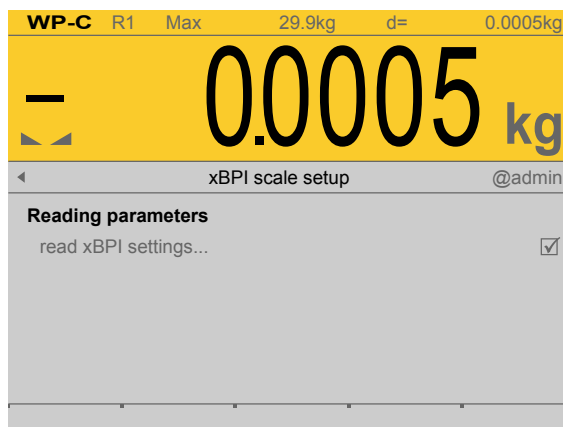 WP-C R1 Max 29.9kg d= 0.0005kg
– 0.0005 kg
xBPI scale setup @admin
Reading parameters
read xBPI settings...